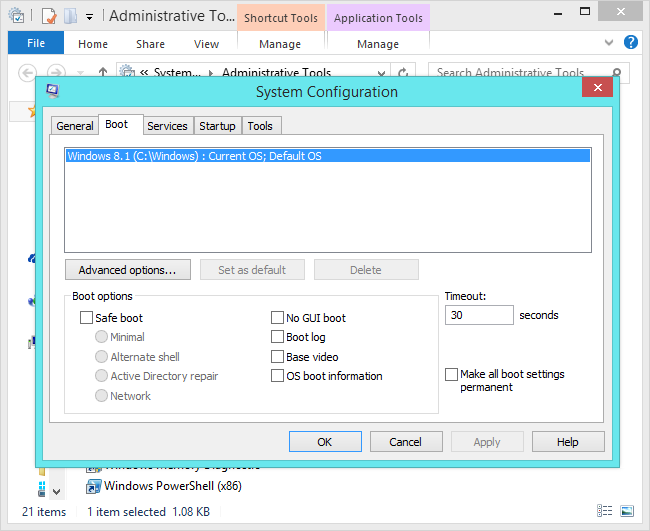 Administrative To...
Shortcut Tools
Application Tools
File
Home
Share
View
Manage
Manage
System...
Administrative Tools
Search Administrative Tools
System Configuration
General
Boot
Services
Startup
Tools
Windows 8.1 (C:\Windows) : Current OS; Default OS
Advanced options...
Set as default
Delete
Boot options
Safe boot
Minimal
Alternate shell
Active Directory repair
Network
No GUI boot
Boot log
Base video
OS boot information
Timeout:
30 seconds
Make all boot settings
permanent
OK
Cancel
Apply
Help
Windows Memory Diagnostic
Windows PowerShell (x86)
21 items
1 item selected 1.08 KB